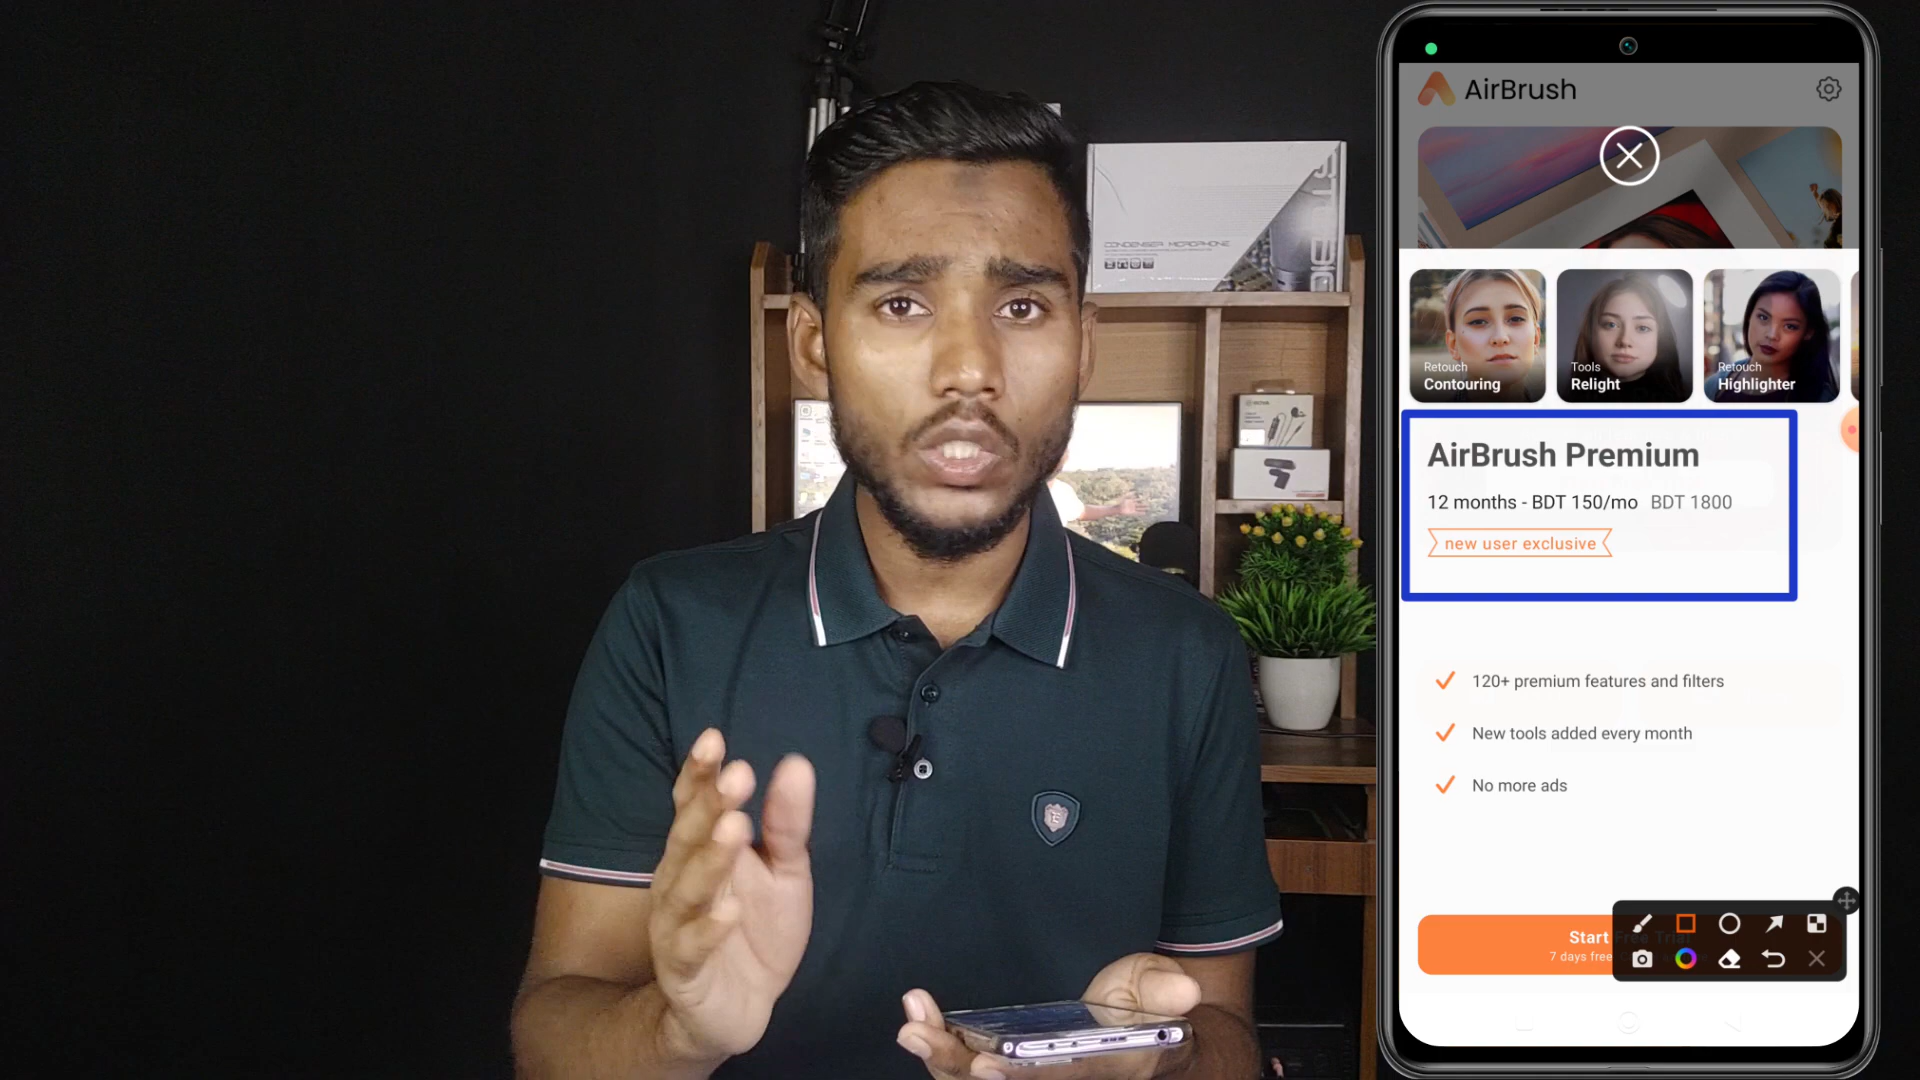 CONDENSER MICROPHONE
AirBrush
Retouch
Contouring
Tools
Relight
Retouch
Highlighter
AirBrush Premium
12 months - BDT 150/mo BDT 1800
new user exclusive
120+ premium features and filters
New tools added every month
No more ads
Start Free Trial
7 days free